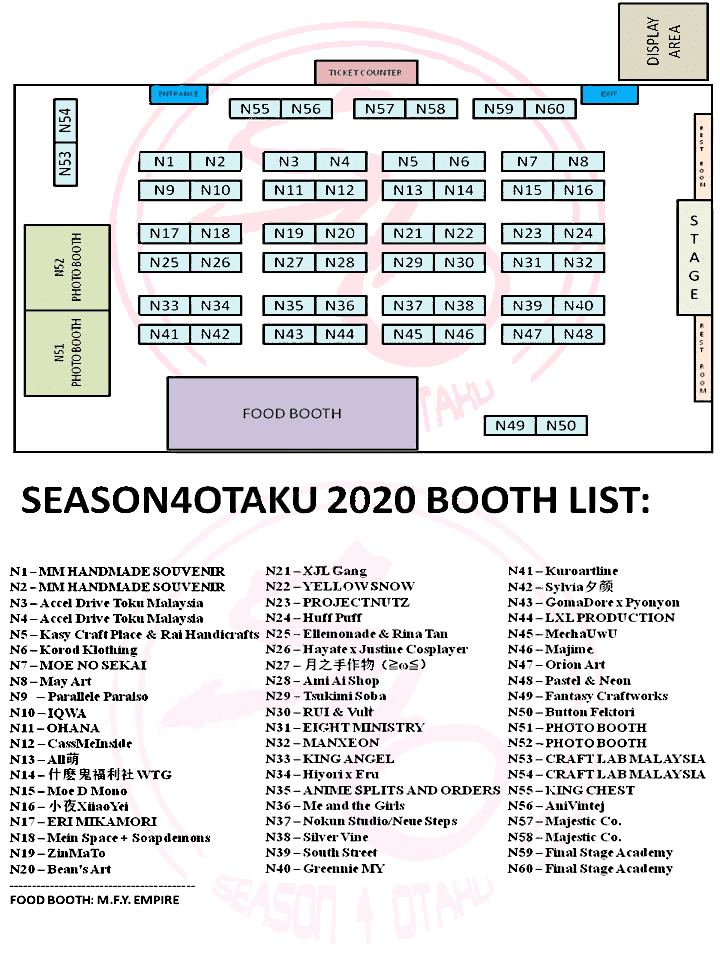 DISPLAY AREA
TICKET COUNTER
ENTRANCE
EXIT
N55 N56 N57 N58 N59 N60
N54
N53
REST ROOM
N1 N2 N3 N4 N5 N6 N7 N8
N9 N10 N11 N12 N13 N14 N15 N16
N17 N18 N19 N20 N21 N22 N23 N24
N25 N26 N27 N28 N29 N30 N31 N32
STAGE
N52 PHOTO BOOTH
N33 N34 N35 N36 N37 N38 N39 N40
N41 N42 N43 N44 N45 N46 N47 N48
N51 PHOTO BOOTH
REST ROOM
FOOD BOOTH
OTAKU
N49 N50
SEASON4OTAKU 2020 BOOTH LIST:
N1 – MM HANDMADE SOUVENIR
N2 – MM HANDMADE SOUVENIR
N3 – Accel Drive Toku Malaysia
N4 – Accel Drive Toku Malaysia
N5 – Kasy Craft Place & Rai Handicrafts
N6 – Korod Klothing
N7 – MOE NO SEKAI
N8 – May Art
N9 – Parallele Paraiso
N10 – IQWA
N11 – OHANA
N12 – CassMeInside
N13 – All萌
N14 – 什麽鬼福利社 WTG
N15 – Moe D Mono
N16 – 小夜XiiaoYei
N17 – ERI MIKAMORI
N18 – Mein Space + Soapdemons
N19 – ZinMaTo
N20 – Bean's Art
FOOD BOOTH: M.F.Y. EMPIRE
N21 – XJL Gang
N22 – YELLOW SNOW
N23 – PROJECTNUTZ
N24 – Huff Puff
N25 – Ellemonade & Rina Tan
N26 – Hayate x Justine Cosplayer
N27 – 月之手作物（≧ω≦）
N28 – Ami Ai Shop
N29 – Tsukimi Soba
N30 – RUI & Vult
N31 – EIGHT MINISTRY
N32 – MANXEON
N33 – KING ANGEL
N34 – Hiyori x Eru
N35 – ANIME SPLITS AND ORDERS
N36 – Me and the Girls
N37 – Nokun Studio/Neue Steps
N38 – Silver Vine
N39 – South Street
N40 – Greennie MY
N41 – Kuroartline
N42 – Sylvia夕颜
N43 – GomaDore x Pyonyon
N44 – LXL PRODUCTION
N45 – MechaUwU
N46 – Majime
N47 – Orion Art
N48 – Pastel & Neon
N49 – Fantasy Craftworks
N50 – Button Fektori
N51 – PHOTO BOOTH
N52 – PHOTO BOOTH
N53 – CRAFT LAB MALAYSIA
N54 – CRAFT LAB MALAYSIA
N55 – KING CHEST
N56 – AniVintej
N57 – Majestic Co.
N58 – Majestic Co.
N59 – Final Stage Academy
N60 – Final Stage Academy
SEASON 4 OTAKU